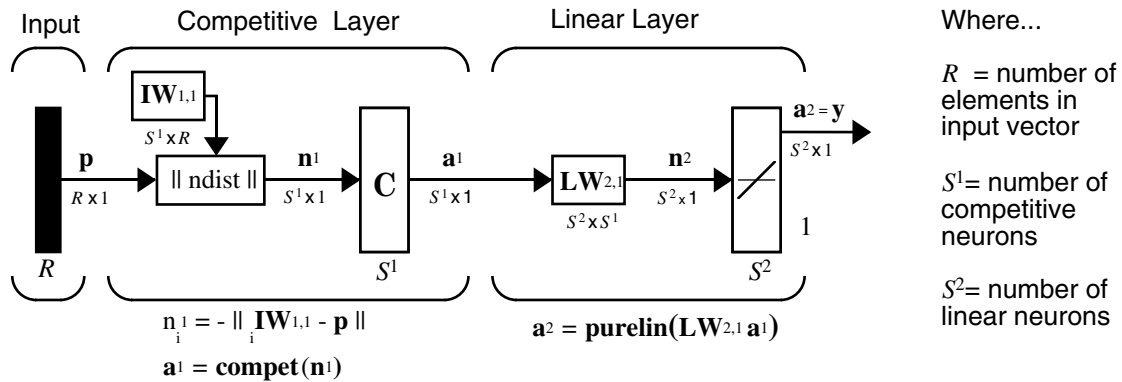 Input
Competitive Layer
Linear Layer
Where...
IW1,1
S¹ x R
p
R x 1
|| ndist ||
n1
S¹ x 1
C
a1
S¹ x 1
LW2,1
S² x S¹
n2
S² x 1
a2 = y
S² x 1
1
R
S¹
S²
n i 1 = - || i IW1,1 - p ||
a1 = compet(n1)
a2 = purelin(LW2,1 a1)
R = number of
elements in
input vector
S¹= number of
competitive
neurons
S²= number of
linear neurons